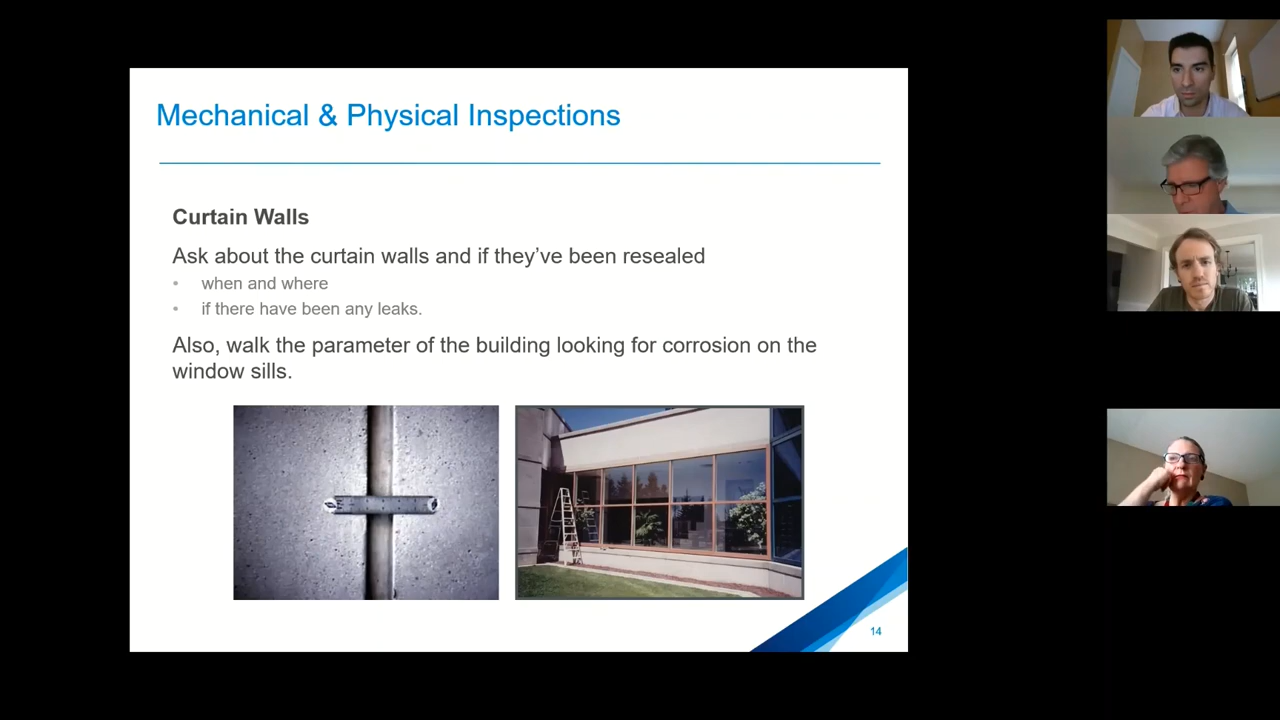 Mechanical & Physical Inspections
Curtain Walls
Ask about the curtain walls and if they’ve been resealed
• when and where
• if there have been any leaks.
Also, walk the parameter of the building looking for corrosion on the
window sills.
14